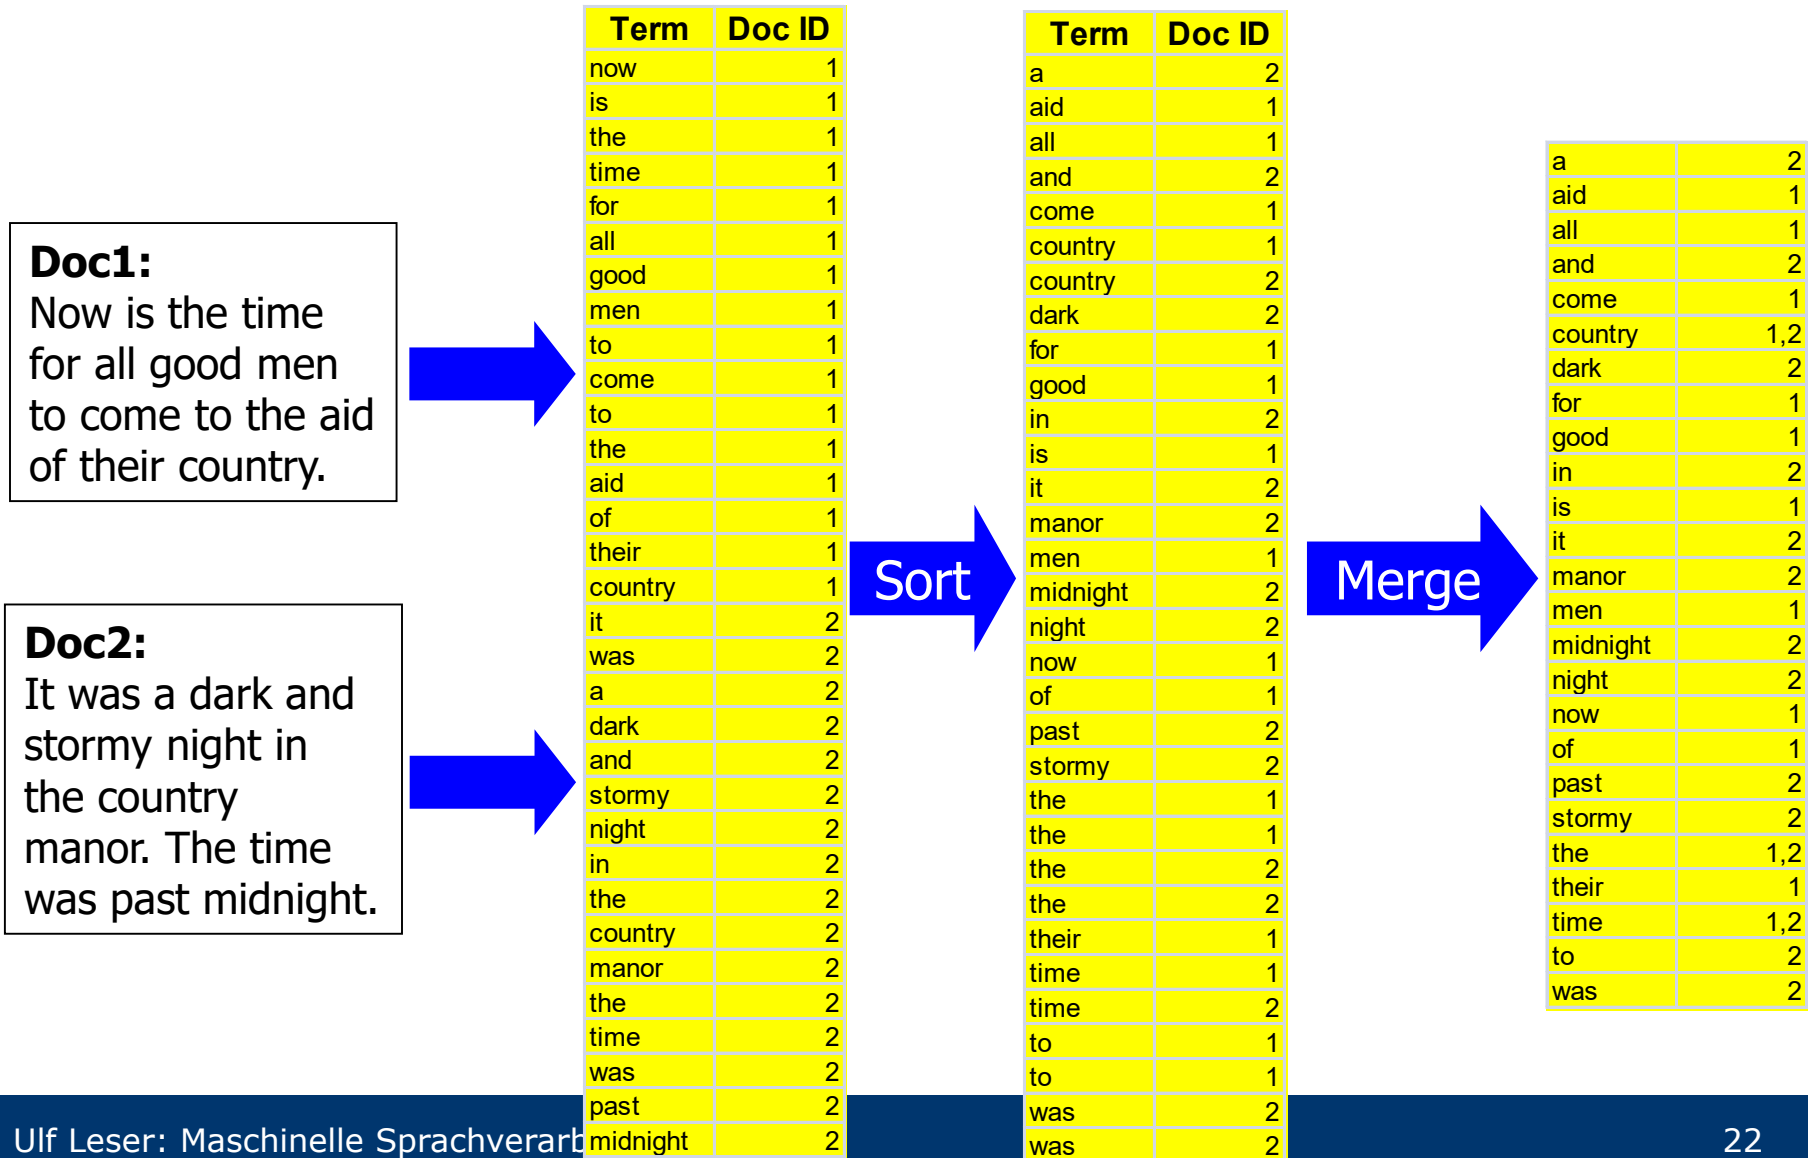 Doc1:
Now is the time
for all good men
to come to the aid
of their country.
Doc2:
It was a dark and
stormy night in
the country
manor. The time
was past midnight.
Term Doc ID
now 1
is 1
the 1
time 1
for 1
all 1
good 1
men 1
to 1
come 1
to 1
the 1
aid 1
of 1
their 1
country 1
it 2
was 2
a 2
dark 2
and 2
stormy 2
night 2
in 2
the 2
country 2
manor 2
the 2
time 2
was 2
past 2
midnight 2
Sort
Term Doc ID
a 2
aid 1
all 1
and 2
come 1
country 1
country 2
dark 2
for 1
good 1
in 2
is 1
it 2
manor 2
men 1
midnight 2
night 2
now 1
of 1
past 2
stormy 2
the 1
the 1
the 2
the 2
their 1
time 1
time 2
to 1
to 1
was 2
was 2
Merge
a 2
aid 1
all 1
and 2
come 1
country 1,2
dark 2
for 1
good 1
in 2
is 1
it 2
manor 2
men 1
midnight 2
night 2
now 1
of 1
past 2
stormy 2
the 1,2
their 1
time 1,2
to 2
was 2
Ulf Leser: Maschinelle Sprachverarb
22